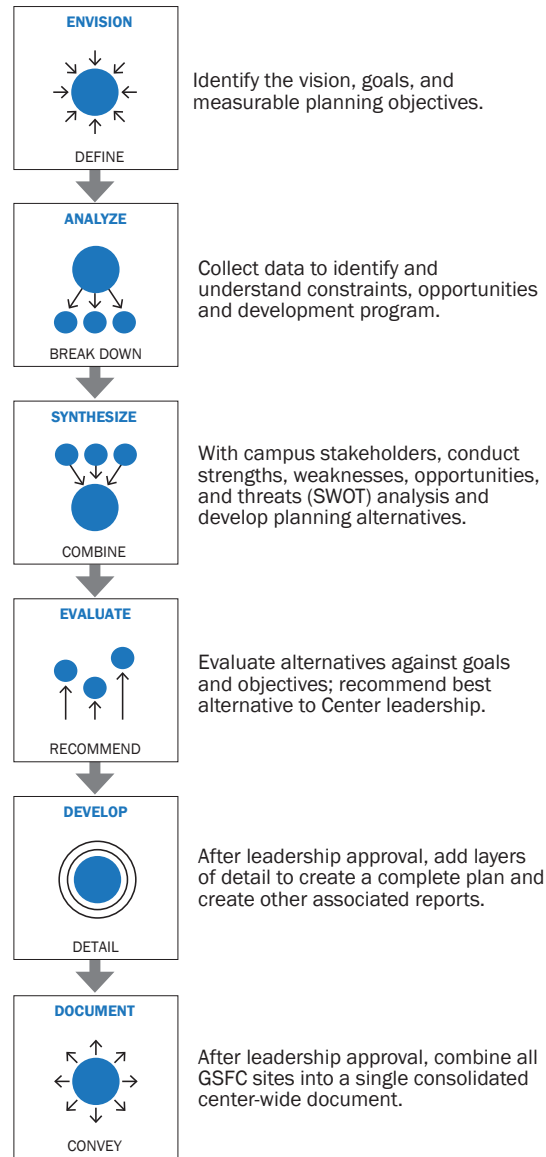 ENVISION
Identify the vision, goals, and
measurable planning objectives.
DEFINE
ANALYZE
Collect data to identify and
understand constraints, opportunities
and development program.
BREAK DOWN
SYNTHESIZE
With campus stakeholders, conduct
strengths, weaknesses, opportunities,
and threats (SWOT) analysis and
develop planning alternatives.
COMBINE
EVALUATE
Evaluate alternatives against goals
and objectives; recommend best
alternative to Center leadership.
RECOMMEND
DEVELOP
After leadership approval, add layers
of detail to create a complete plan and
create other associated reports.
DETAIL
DOCUMENT
After leadership approval, combine all
GSFC sites into a single consolidated
center-wide document.
CONVEY